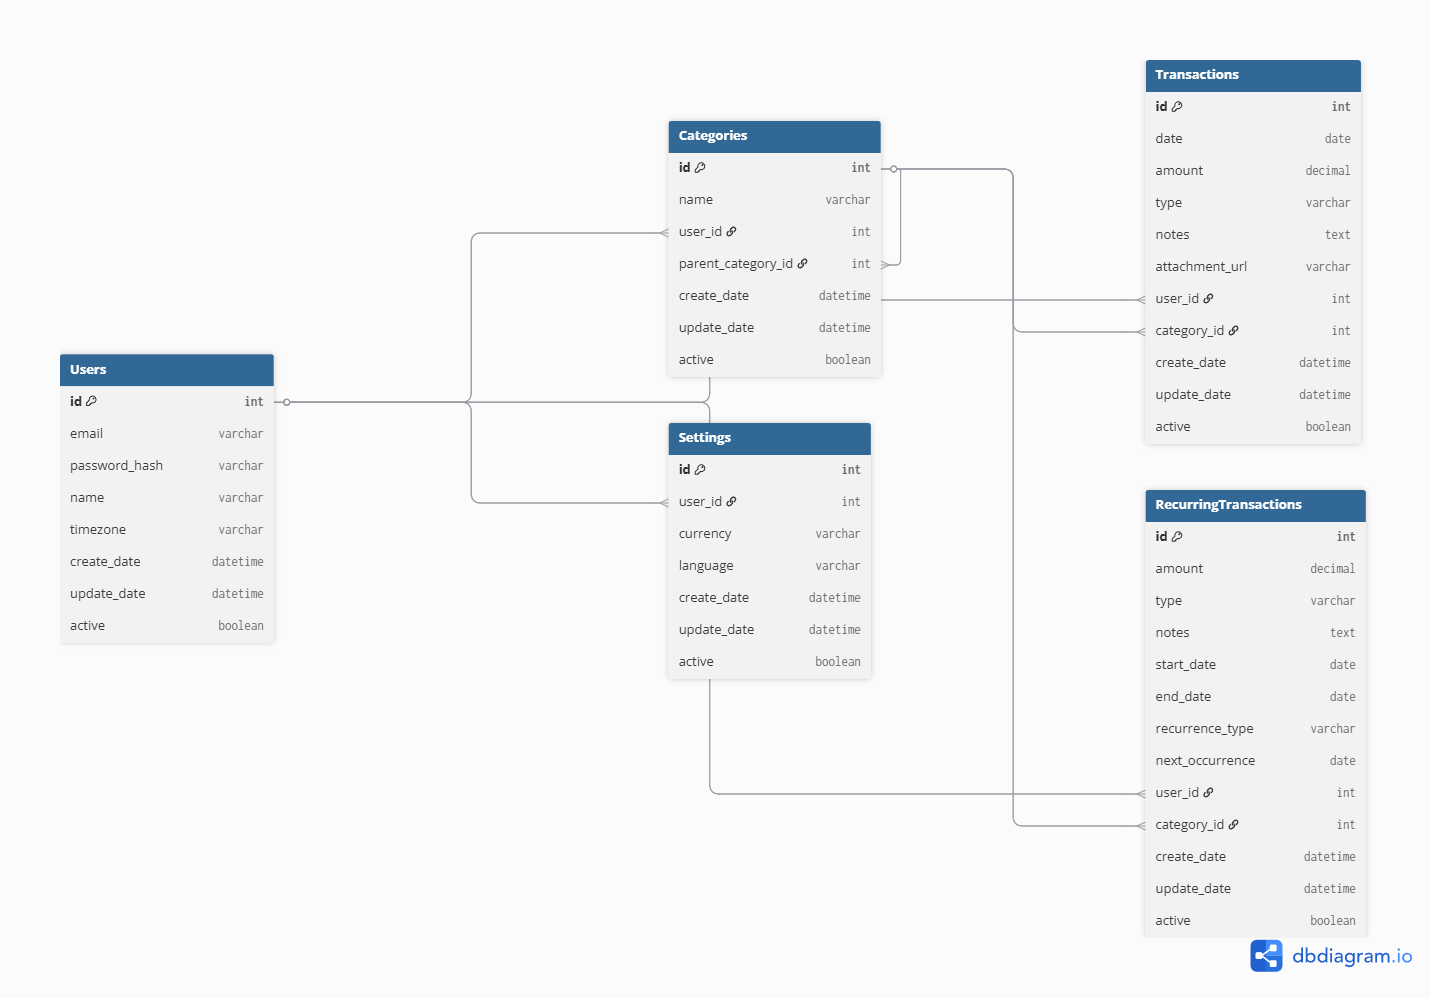 Users
id int
email varchar
password_hash varchar
name varchar
timezone varchar
create_date datetime
update_date datetime
active boolean
Categories
id int
name varchar
user_id int
parent_category_id int
create_date datetime
update_date datetime
active boolean
Settings
id int
user_id int
currency varchar
language varchar
create_date datetime
update_date datetime
active boolean
Transactions
id int
date date
amount decimal
type varchar
notes text
attachment_url varchar
user_id int
category_id int
create_date datetime
update_date datetime
active boolean
RecurringTransactions
id int
amount decimal
type varchar
notes text
start_date date
end_date date
recurrence_type varchar
next_occurrence date
user_id int
category_id int
create_date datetime
update_date datetime
active boolean
dbdiagram.io